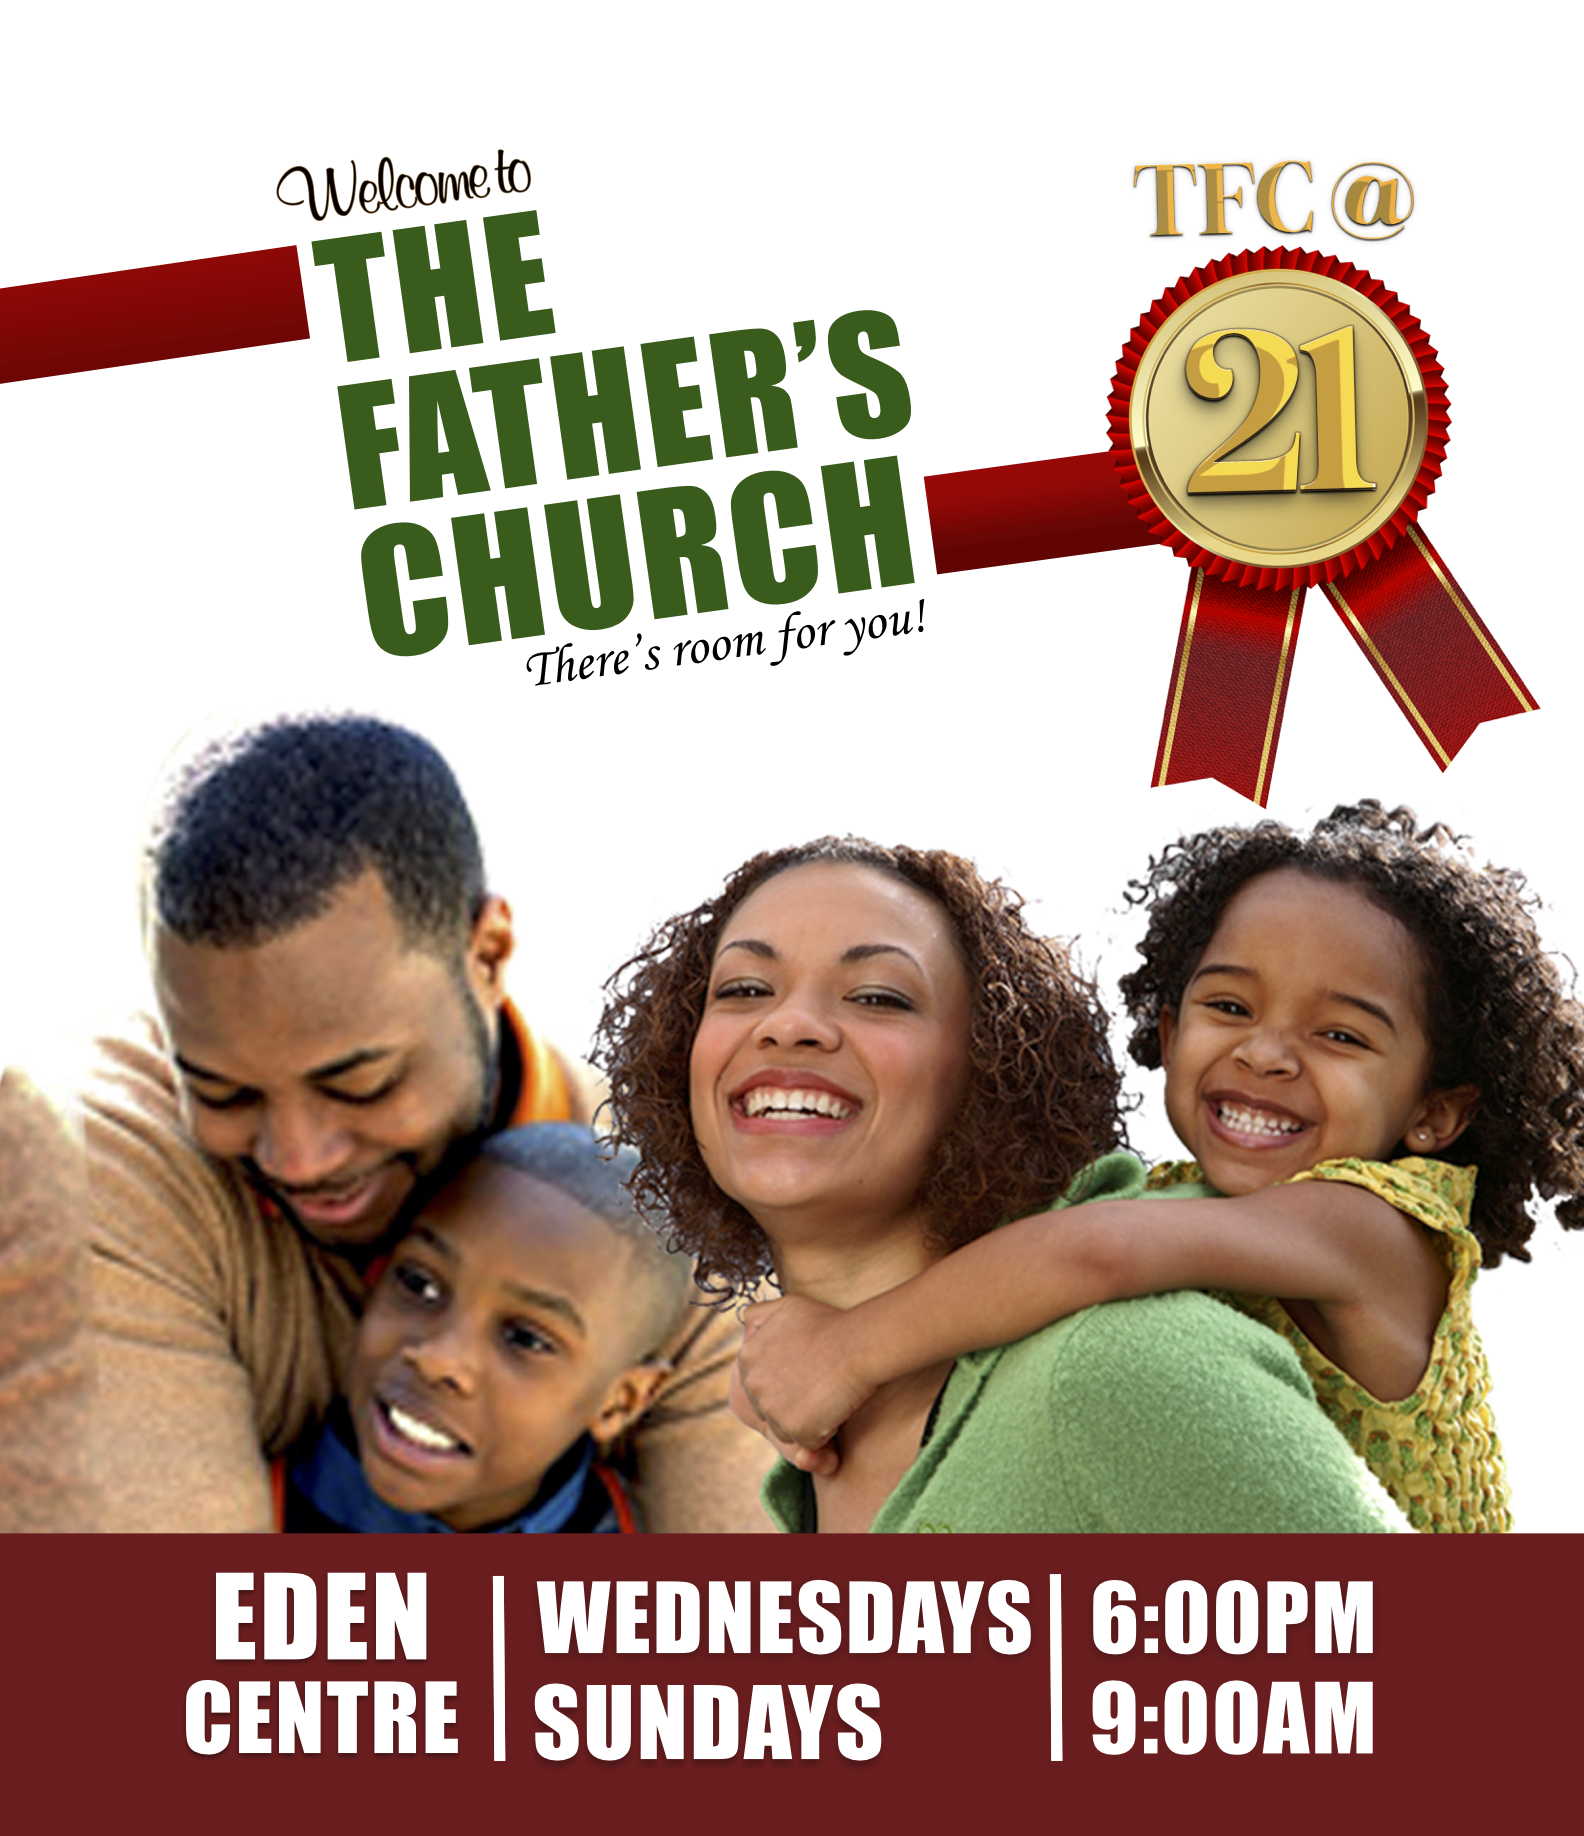 Welcome to
THE
FATHER'S
CHURCH
There's room for you!
TFC @
21
EDEN
CENTRE
WEDNESDAYS
SUNDAYS
6:00PM
9:00AM